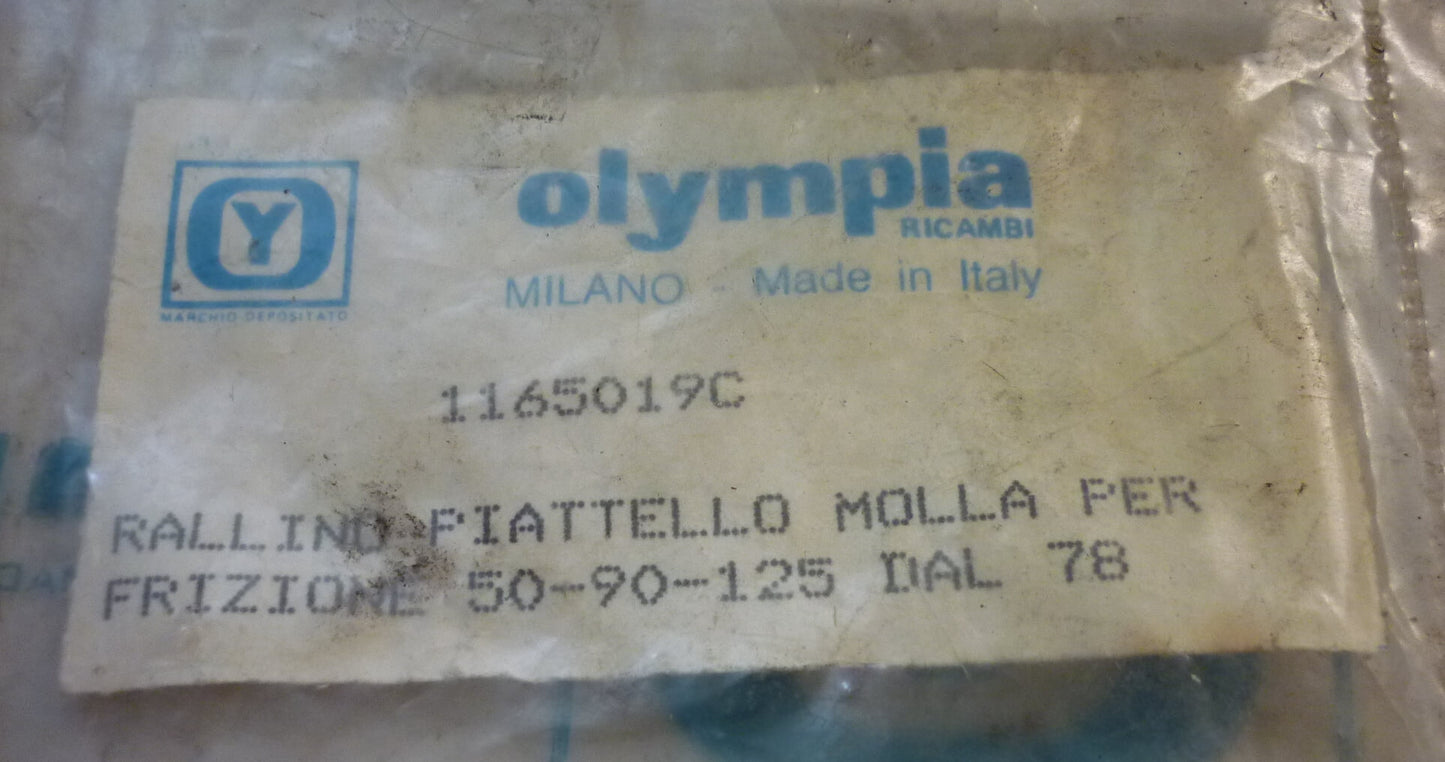 OY
olympia
RICAMBI
MILANO - Made in Italy
MARCHIO DEPOSITATO
1165019C
RALLINO PIATTELLO MOLLA PER
FRIZIONE 50-90-125 DAL 78